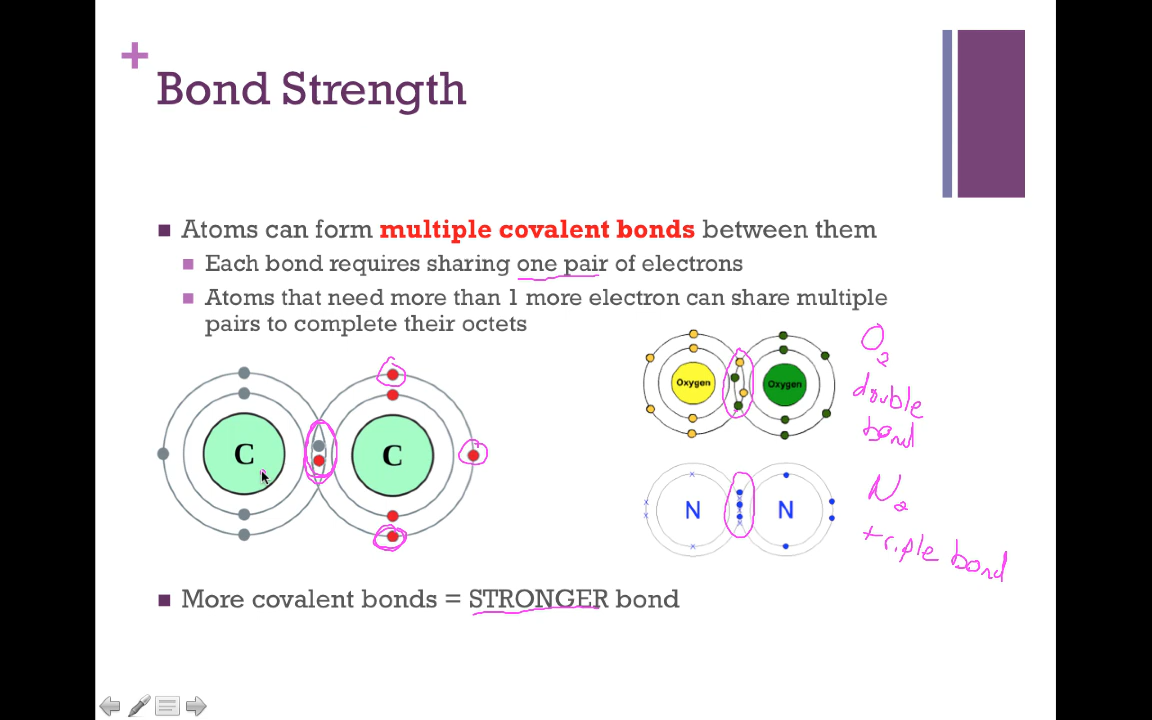 +
Bond Strength
Atoms can form multiple covalent bonds between them
Each bond requires sharing one pair of electrons
Atoms that need more than 1 more electron can share multiple
pairs to complete their octets
C C
Oxygen Oxygen
O2
double
bond
N N
N2
triple bond
More covalent bonds = STRONGER bond